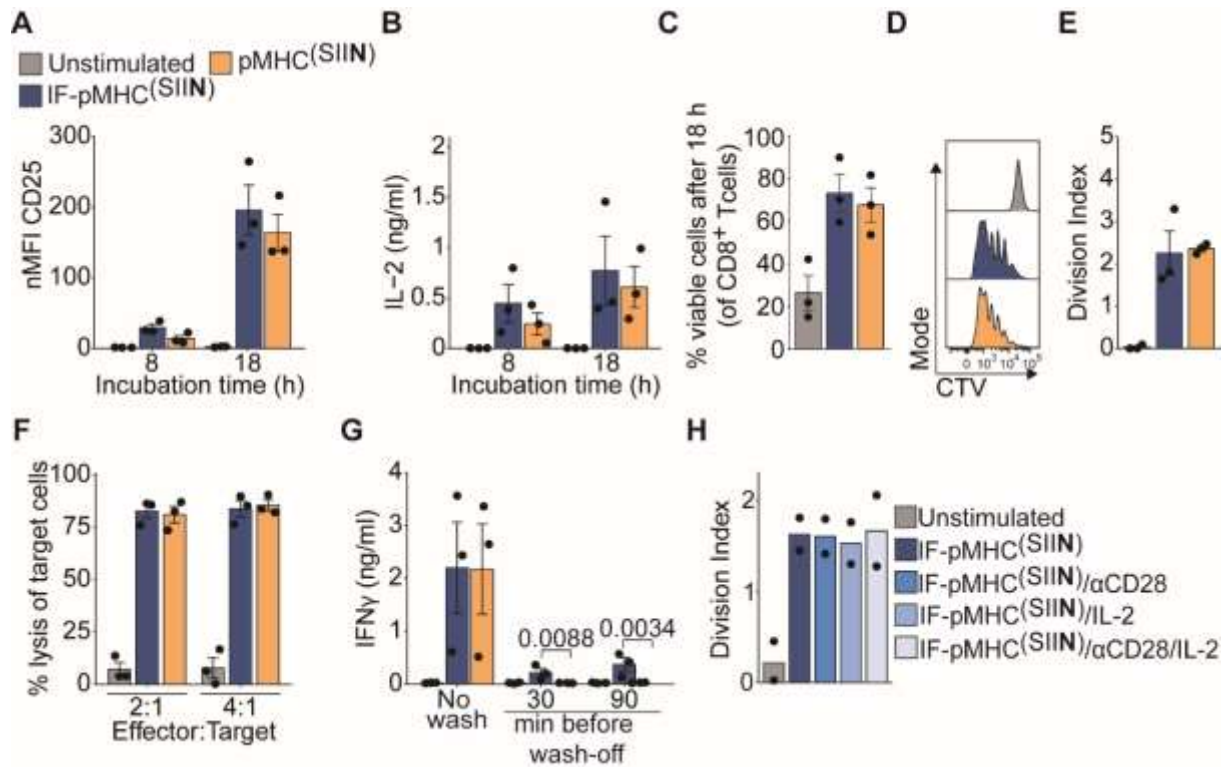 A
Unstimulated
pMHC(SIIN)
IF-pMHC(SIIN)
nMFI CD25
300
200
100
0
8
18
Incubation time (h)
B
IL−2 (ng/ml)
2
1.5
1
0.5
0
8
18
Incubation time (h)
C
% viable cells after 18 h
(of CD8+ Tcells)
100
80
60
40
20
0
D
Mode
0 10³ 10⁴ 10⁵
CTV
E
Division Index
5
4
3
2
1
0
F
% lysis of target cells
100
75
50
25
0
2:1
4:1
Effector:Target
G
IFNγ (ng/ml)
4
3
2
1
0
0.0088
0.0034
No
wash
30
90
min before
wash-off
H
Division Index
2
1
0
Unstimulated
IF-pMHC(SIIN)
IF-pMHC(SIIN)/αCD28
IF-pMHC(SIIN)/IL-2
IF-pMHC(SIIN)/αCD28/IL-2